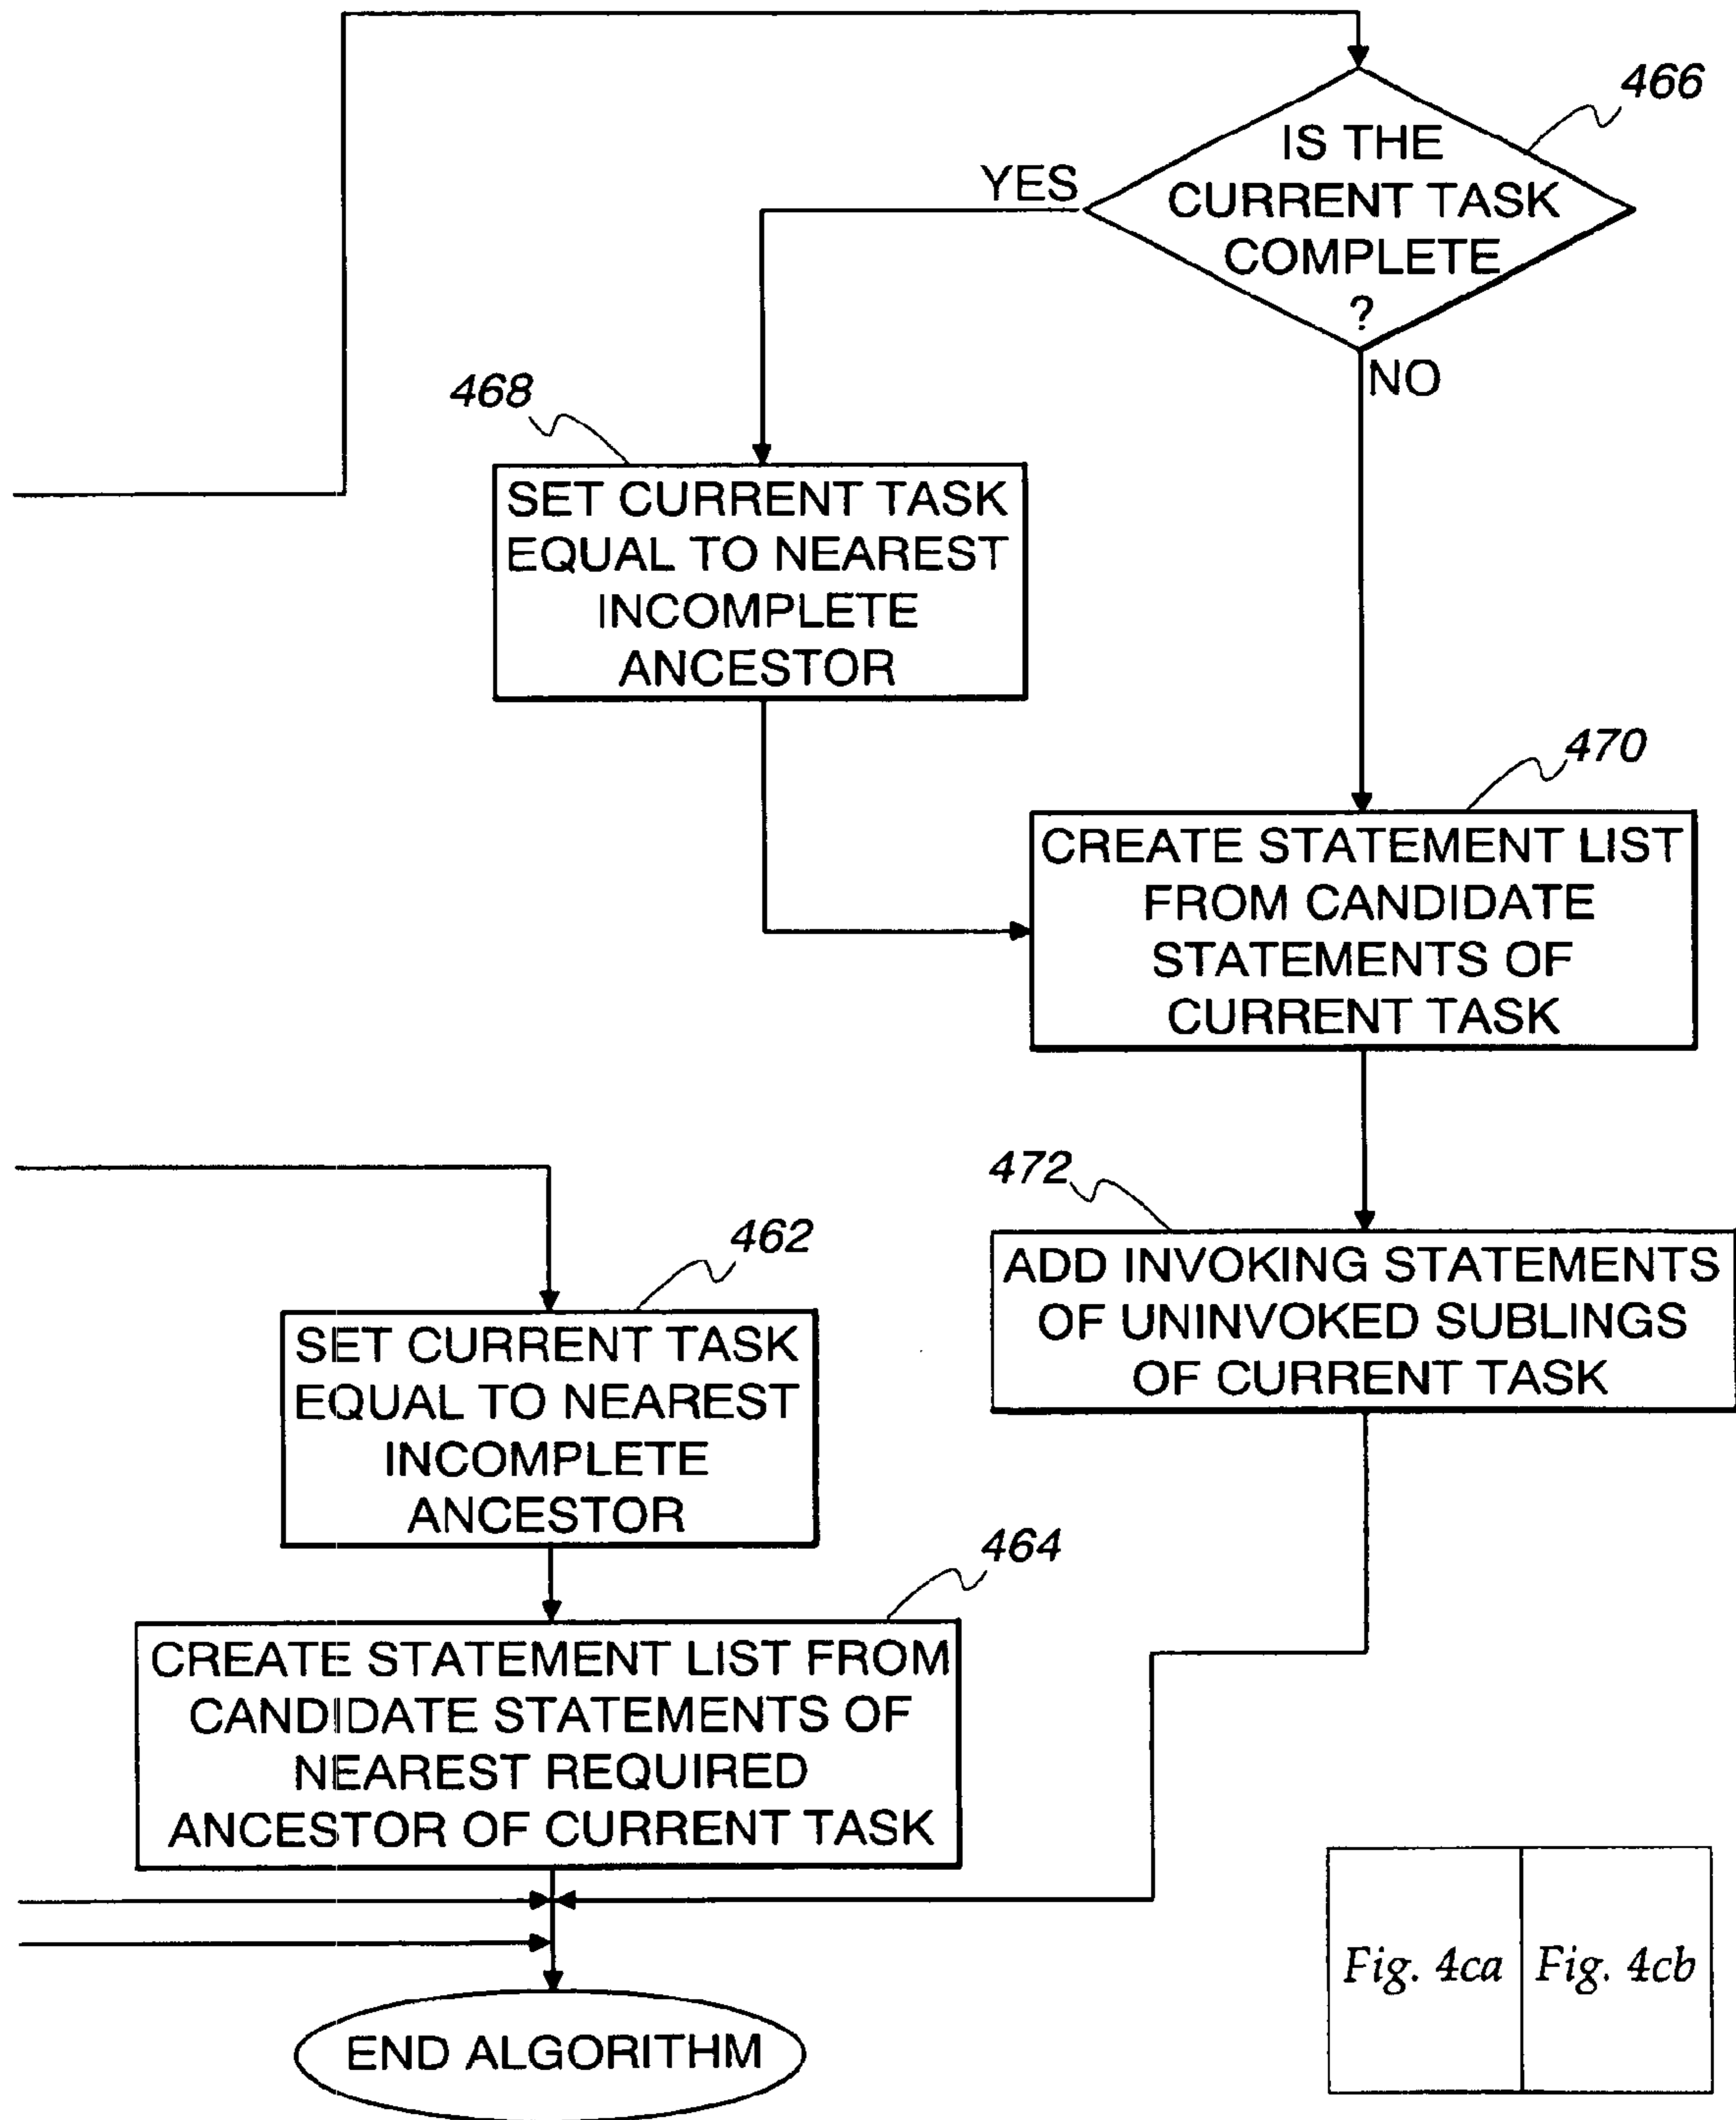 466
IS THE
CURRENT TASK
COMPLETE
?
YES
NO
468
SET CURRENT TASK
EQUAL TO NEAREST
INCOMPLETE
ANCESTOR
470
CREATE STATEMENT LIST
FROM CANDIDATE
STATEMENTS OF
CURRENT TASK
472
ADD INVOKING STATEMENTS
OF UNINVOKED SUBLINGS
OF CURRENT TASK
462
SET CURRENT TASK
EQUAL TO NEAREST
INCOMPLETE
ANCESTOR
464
CREATE STATEMENT LIST FROM
CANDIDATE STATEMENTS OF
NEAREST REQUIRED
ANCESTOR OF CURRENT TASK
END ALGORITHM
Fig. 4ca
Fig. 4cb